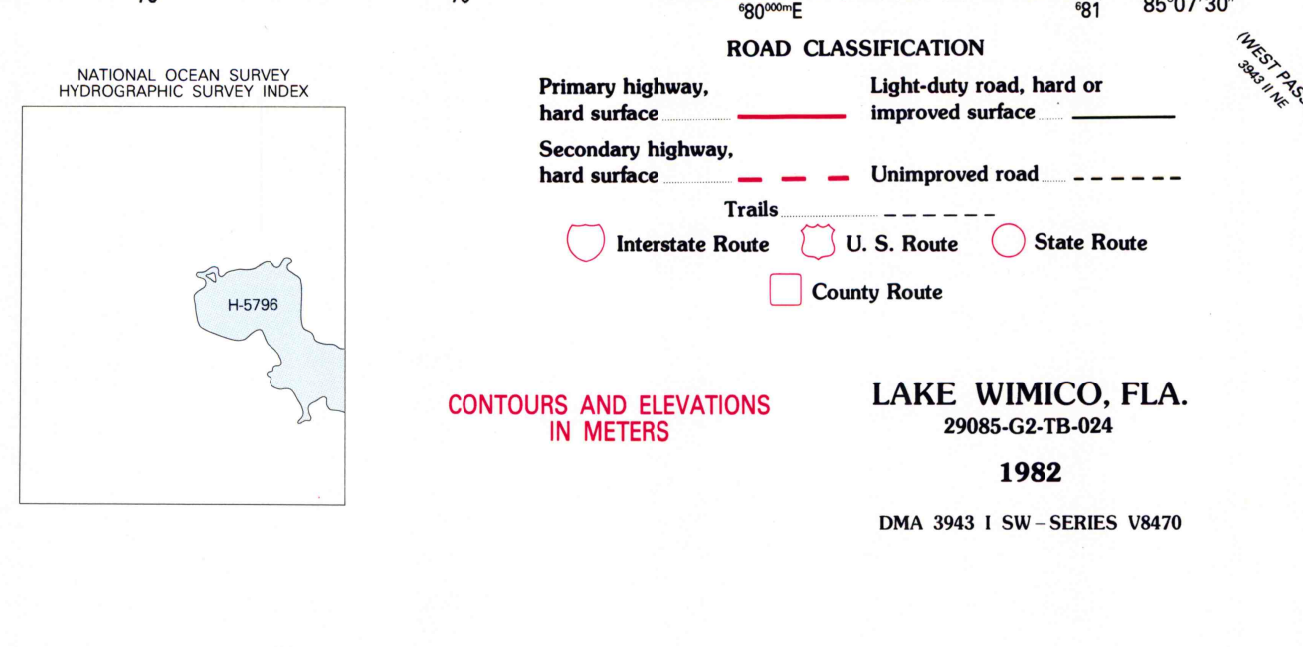 ⁶80⁰⁰⁰ᵐE
⁶81
85°07'30"
(WEST PASS
3943 II NE
NATIONAL OCEAN SURVEY
HYDROGRAPHIC SURVEY INDEX
H-5796
ROAD CLASSIFICATION
Primary highway,
hard surface
Light-duty road, hard or
improved surface
Secondary highway,
hard surface
Unimproved road
Trails
Interstate Route
U. S. Route
State Route
County Route
CONTOURS AND ELEVATIONS
IN METERS
LAKE WIMICO, FLA.
29085-G2-TB-024
1982
DMA 3943 I SW – SERIES V8470